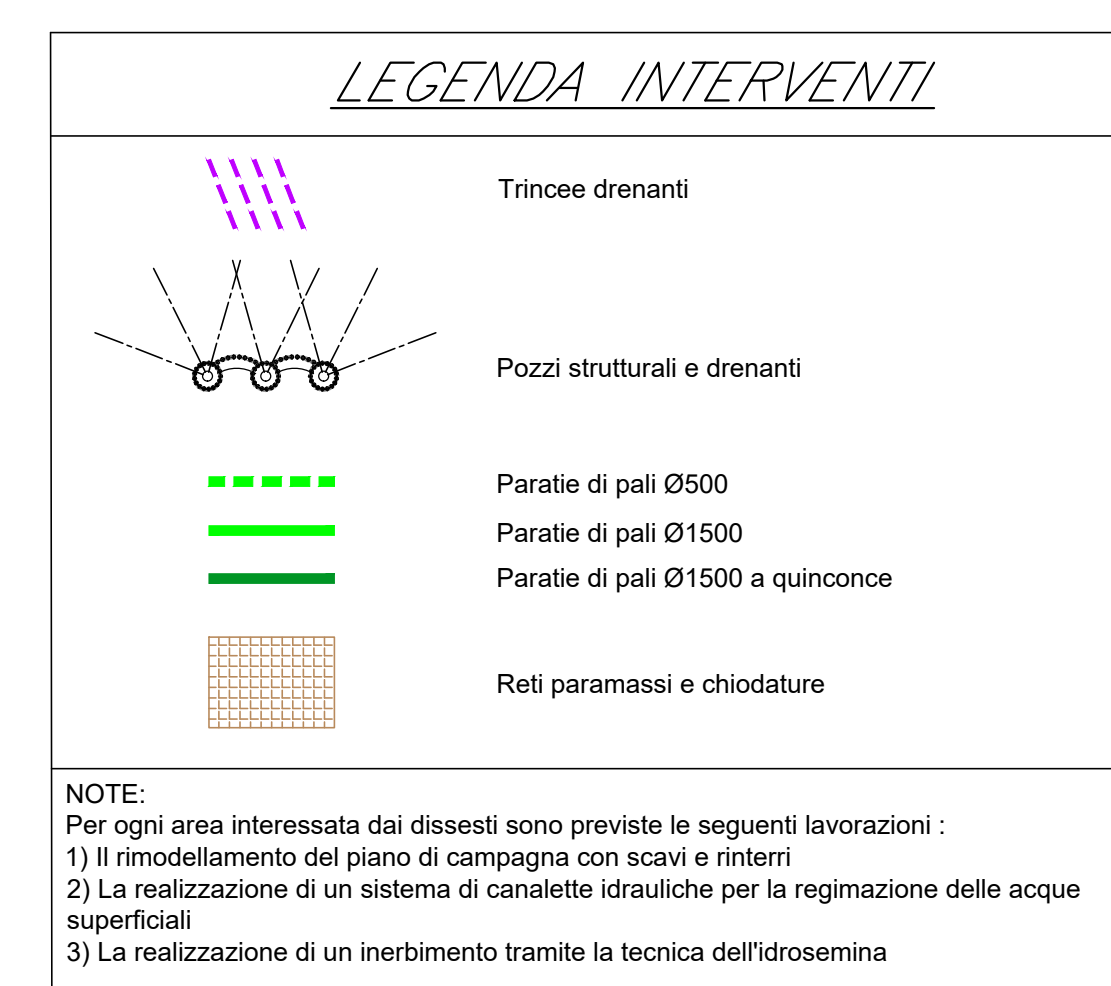 LEGENDA INTERVENTI
Trincee drenanti
Pozzi strutturali e drenanti
Paratie di pali Ø500
Paratie di pali Ø1500
Paratie di pali Ø1500 a quinconce
Reti paramassi e chiodature
NOTE:
Per ogni area interessata dai dissesti sono previste le seguenti lavorazioni :
1) Il rimodellamento del piano di campagna con scavi e rinterri
2) La realizzazione di un sistema di canalette idrauliche per la regimazione delle acque
superficiali
3) La realizzazione di un inerbimento tramite la tecnica dell'idrosemina